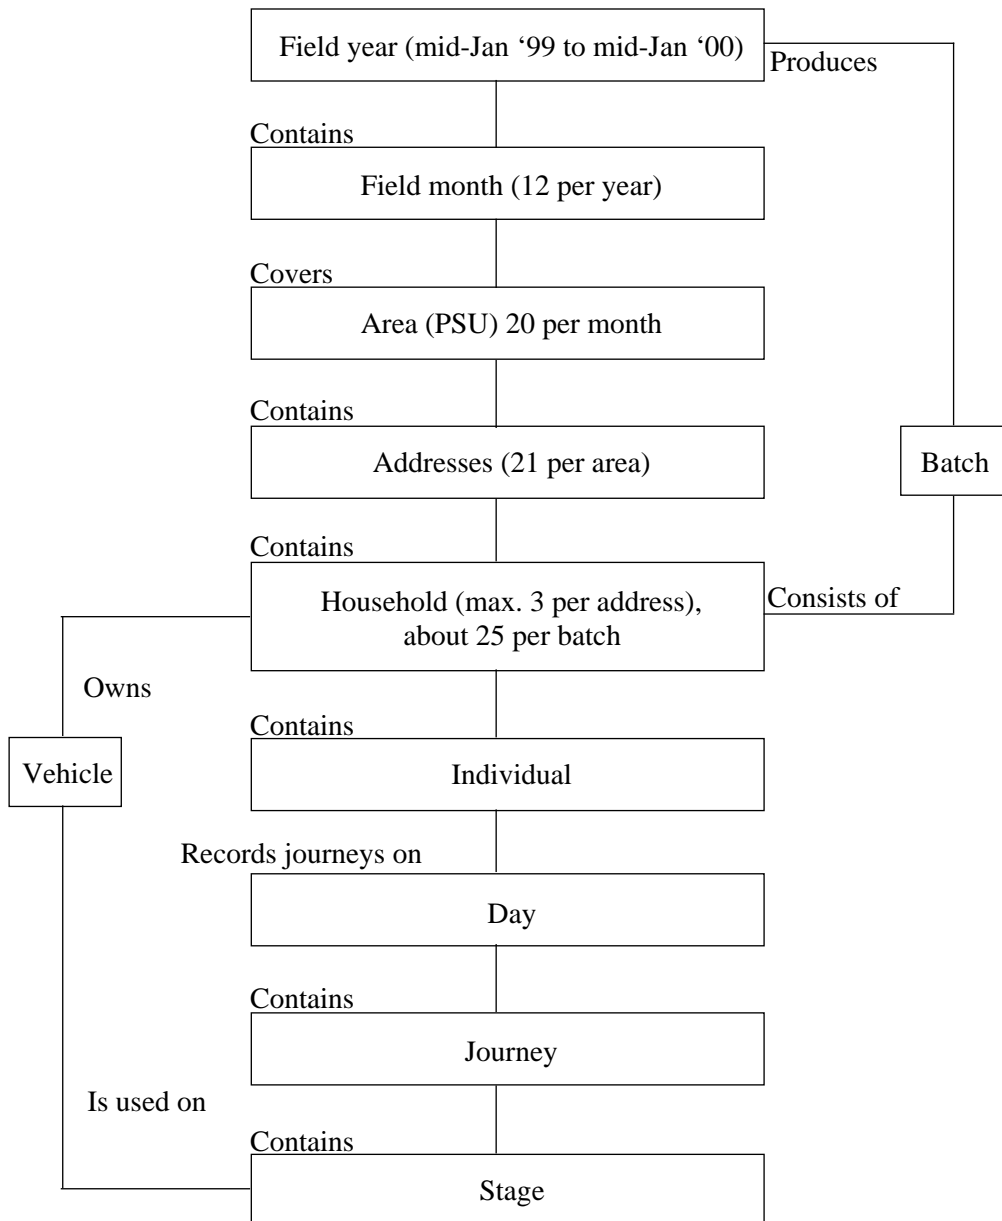 Field year (mid-Jan ‘99 to mid-Jan ‘00)
Produces
Contains
Field month (12 per year)
Covers
Area (PSU) 20 per month
Contains
Addresses (21 per area)
Batch
Contains
Household (max. 3 per address),
about 25 per batch
Consists of
Owns
Contains
Vehicle
Individual
Records journeys on
Day
Contains
Journey
Is used on
Contains
Stage